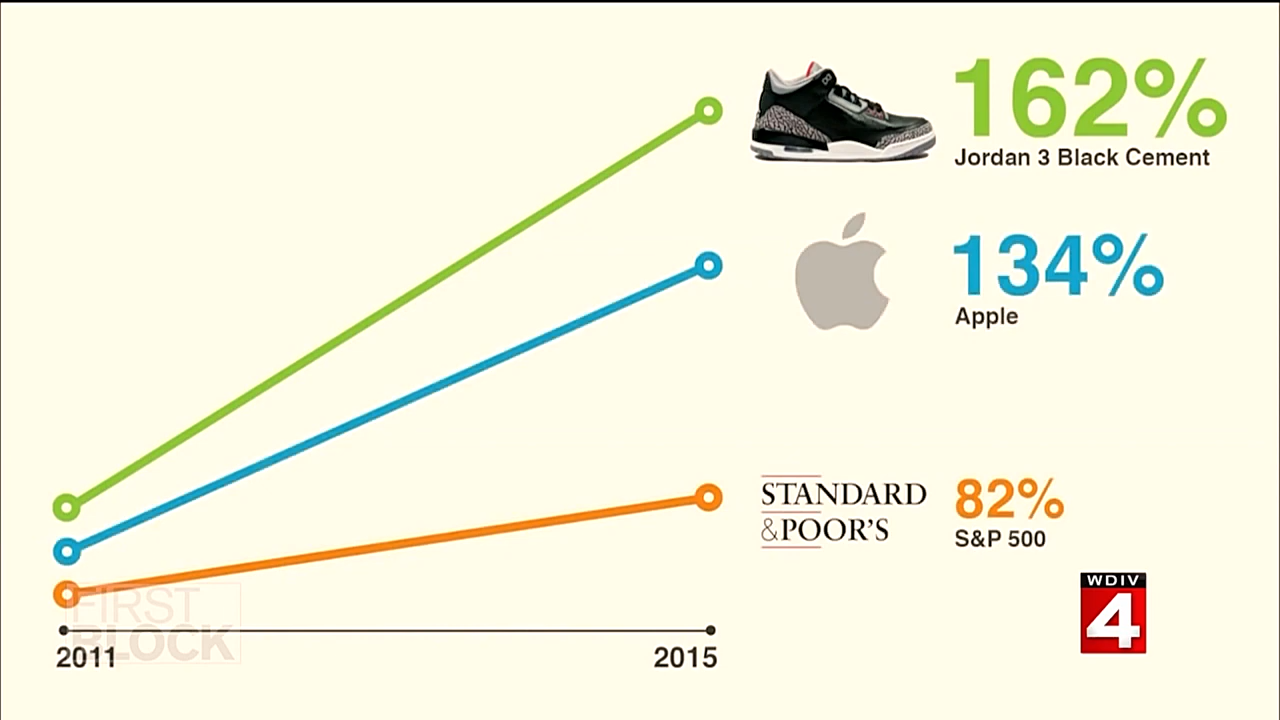 162%
Jordan 3 Black Cement
134%
Apple
STANDARD
&POOR'S
82%
S&P 500
WDIV
4
FIRST
BLOCK
2011
2015